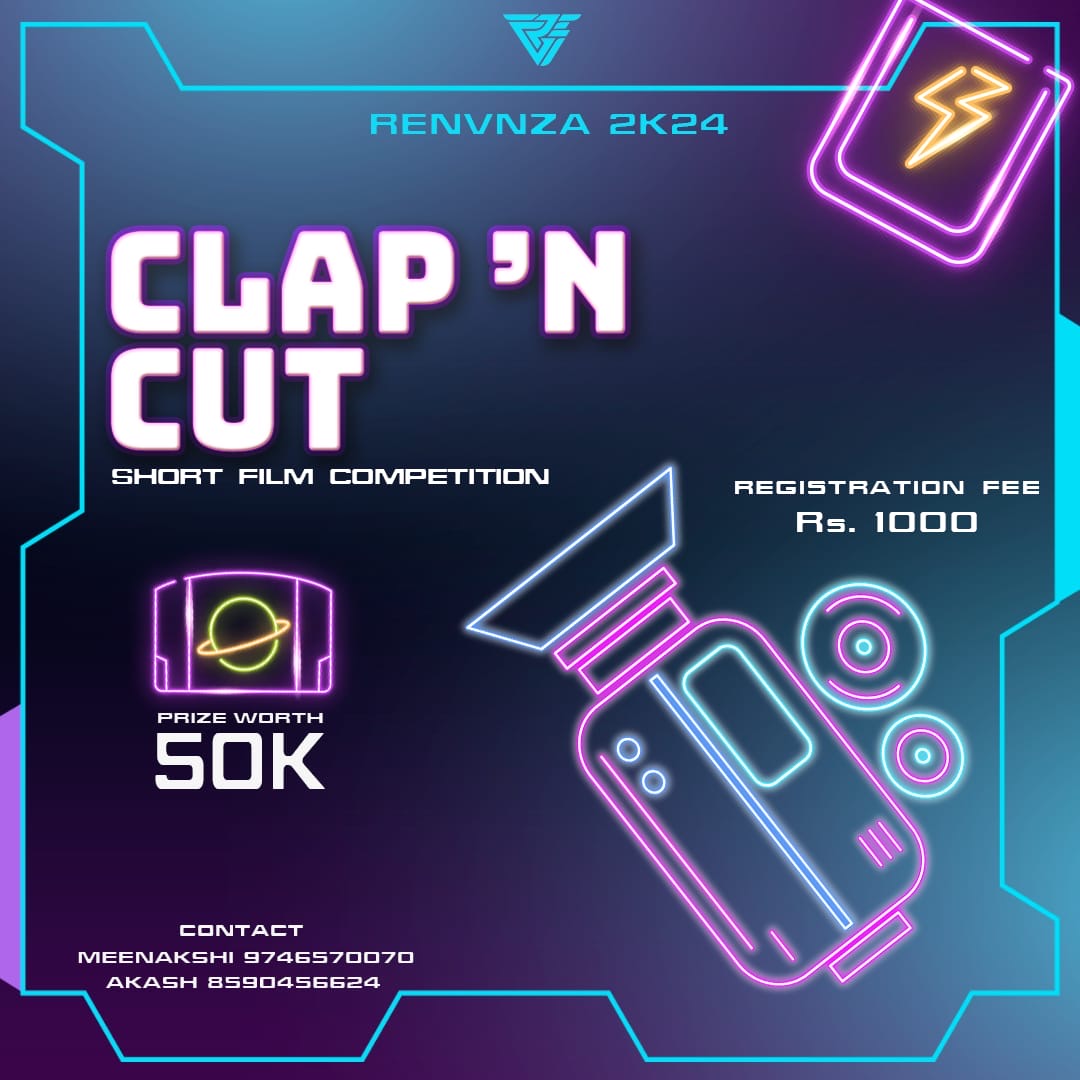 RENVNZA 2K24
CLAP 'N
CUT
SHORT FILM COMPETITION
REGISTRATION FEE
Rs. 1000
PRIZE WORTH
50K
CONTACT
MEENAKSHI 9746570070
AKASH 8590456624